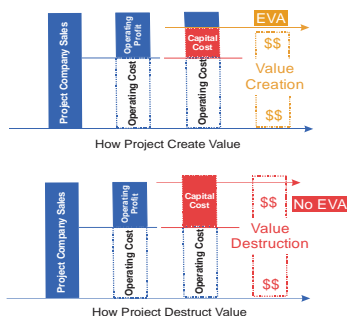 EVA
Project Company Sales
Operating
Profit
Operating Cost
Capital
Cost
Operating Cost
$$
Value
Creation
$$
How Project Create Value
Project Company Sales
Operating
Profit
Operating Cost
Capital
Cost
Operating Cost
$$
No EVA
Value
Destruction
$$
How Project Destruct Value